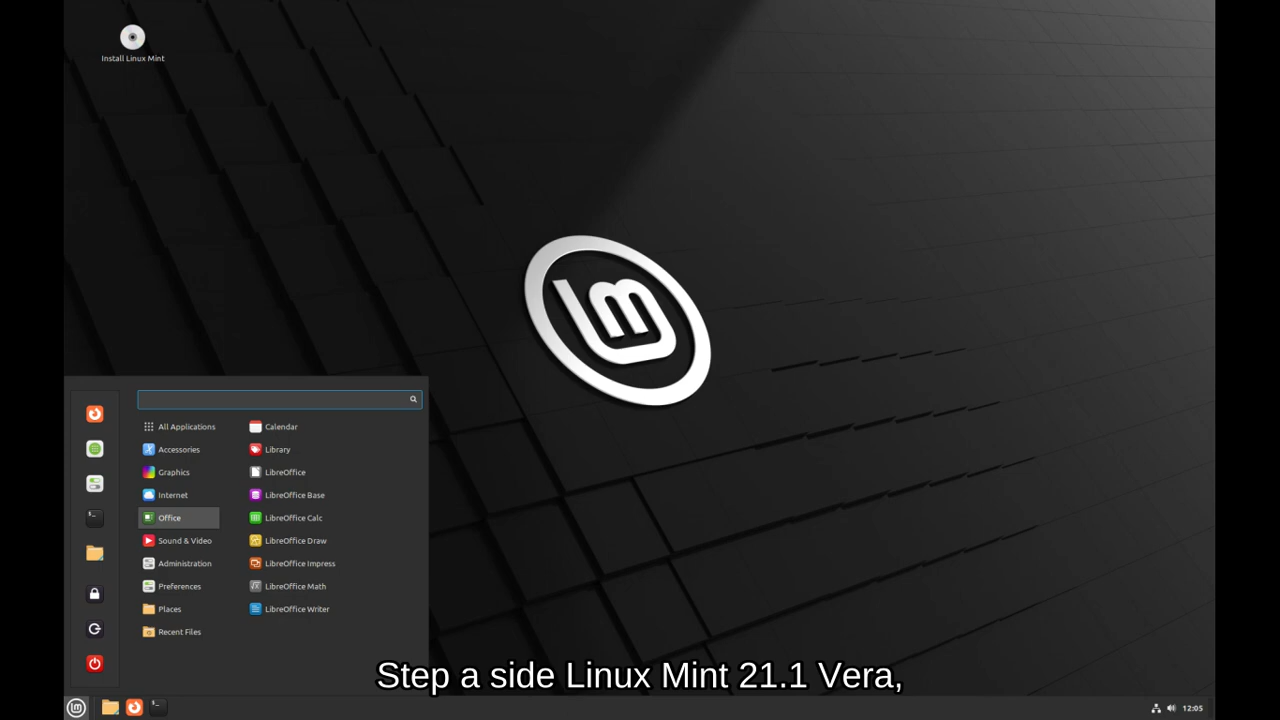 Install Linux Mint
All Applications
Accessories
Graphics
Internet
Office
Sound & Video
Administration
Preferences
Places
Recent Files
Calendar
Library
LibreOffice
LibreOffice Base
LibreOffice Calc
LibreOffice Draw
LibreOffice Impress
LibreOffice Math
LibreOffice Writer
Step a side Linux Mint 21.1 Vera,
12:05